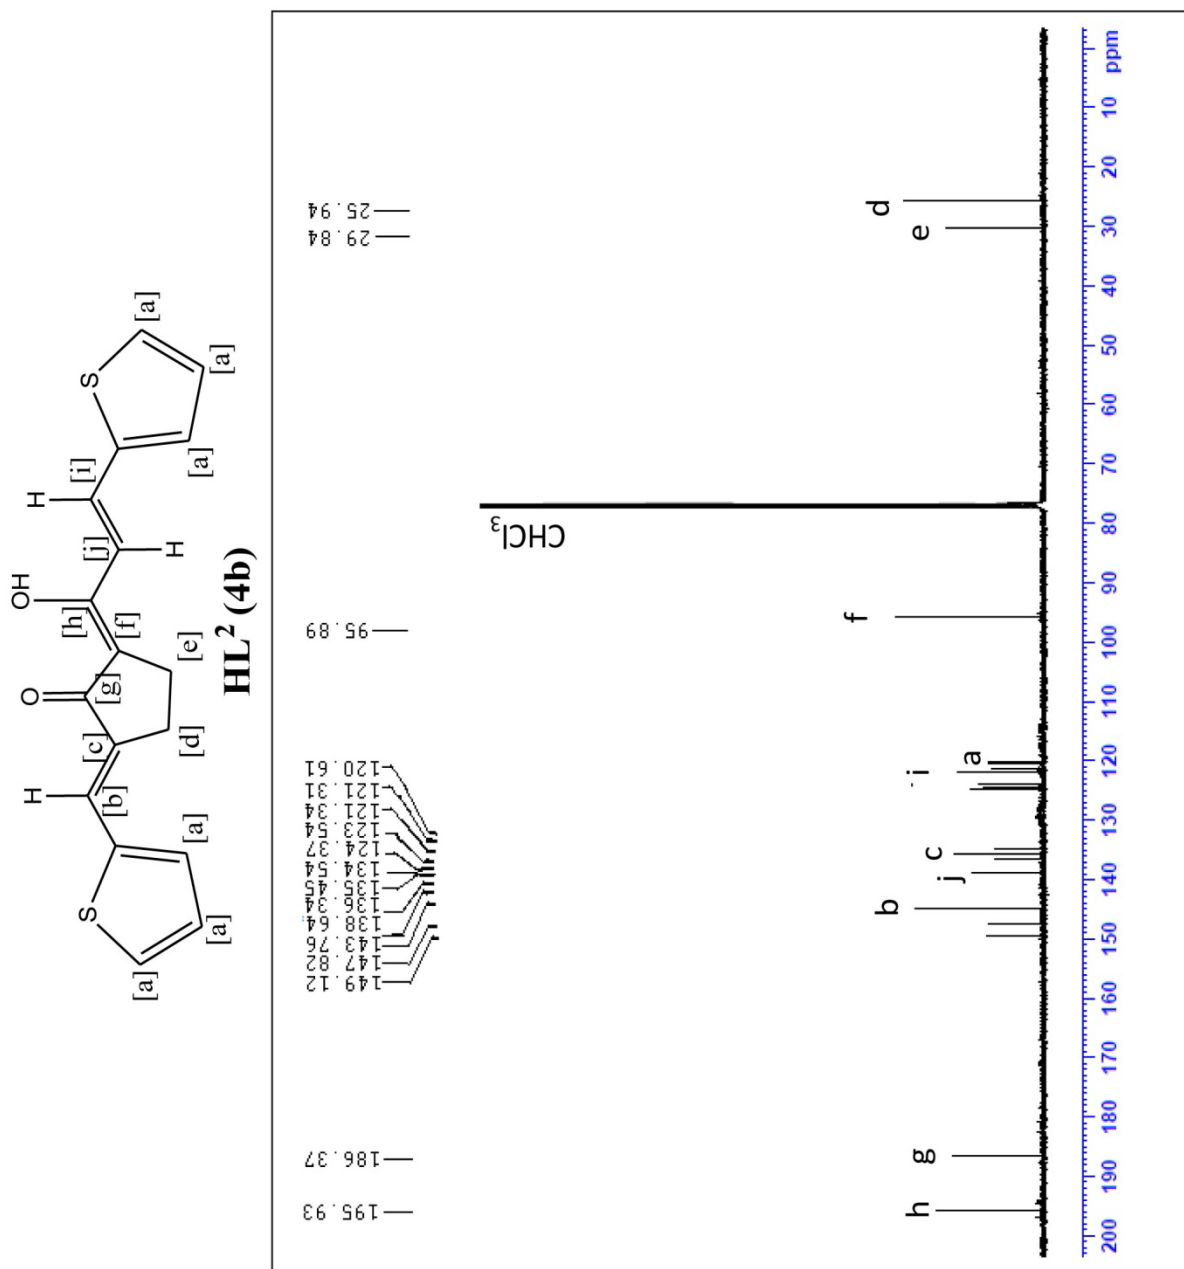 OH
O
H
H
[b]
[c]
[g]
[h]
[f]
[j]
[i]
H
S
S
[a]
[a]
[a]
[d]
[e]
[a]
[a]
[a]
HL² (4b)
195.93
186.37
149.12
147.82
143.76
138.64
136.34
135.45
134.54
124.37
123.54
121.34
121.31
120.61
95.89
29.84
25.94
CHCl₃
h
g
b
j
c
i
a
f
e
d
200 190 180 170 160 150 140 130 120 110 100 90 80 70 60 50 40 30 20 10 ppm